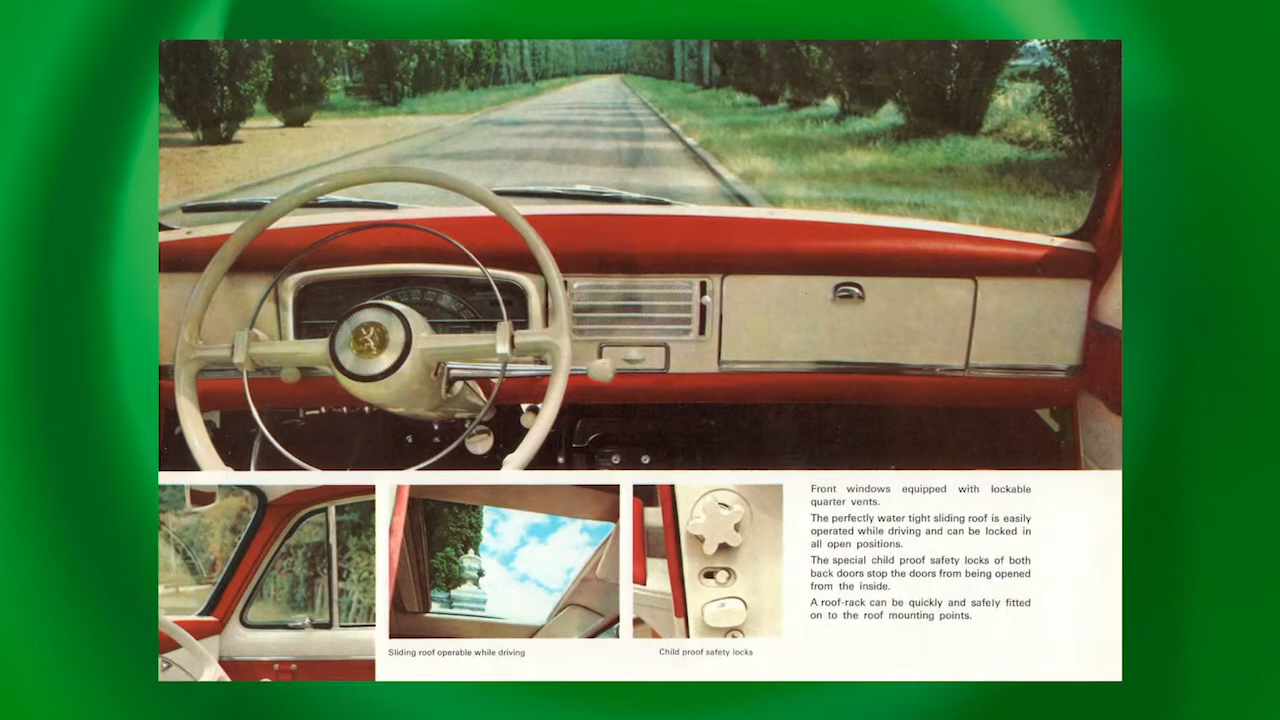 Front windows equipped with lockable
quarter vents.
The perfectly water tight sliding roof is easily
operated while driving and can be locked in
all open positions.
The special child proof safety locks of both
back doors stop the doors from being opened
from the inside.
A roof-rack can be quickly and safely fitted
on to the roof mounting points.
Sliding roof operable while driving
Child proof safety locks